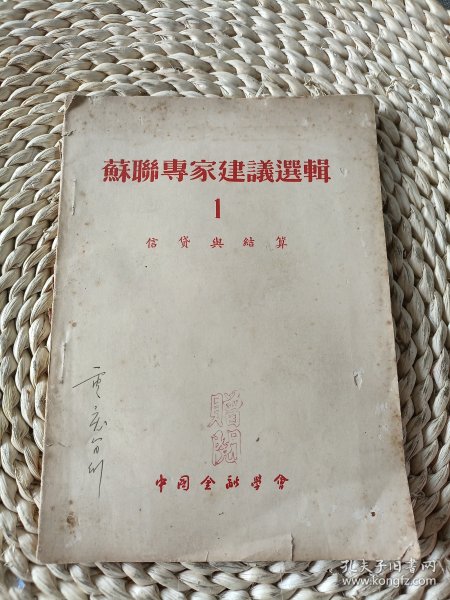 蘇聯專家建議選輯
1
信貸與結算
贈閱
中國金融學會
孔夫子旧书网
www.kongfz.com